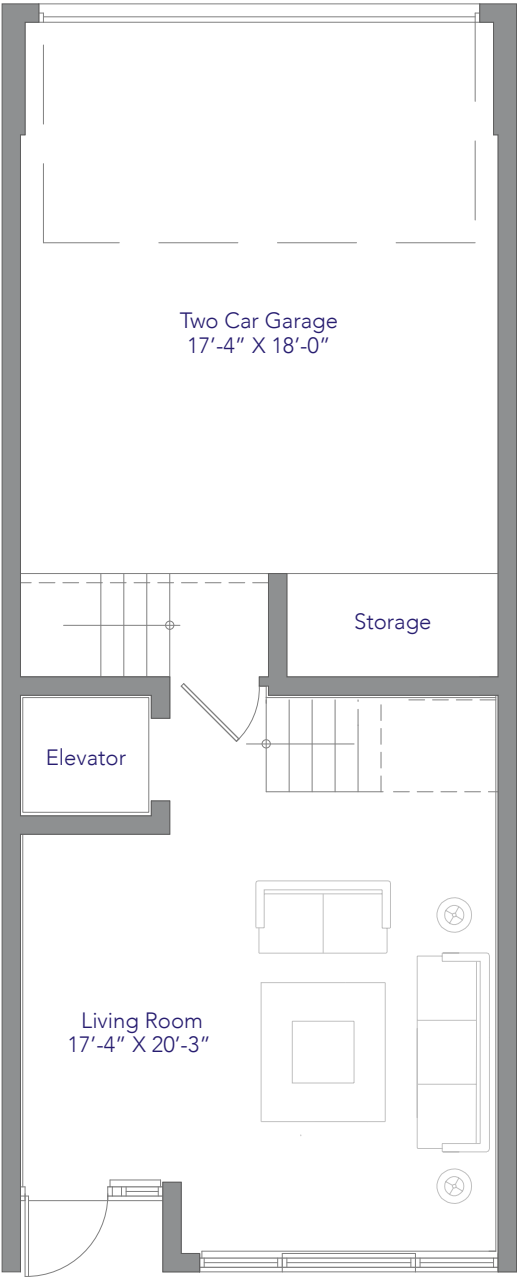 Two Car Garage
17’-4” X 18’-0”
Storage
Elevator
Living Room
17’-4” X 20’-3”